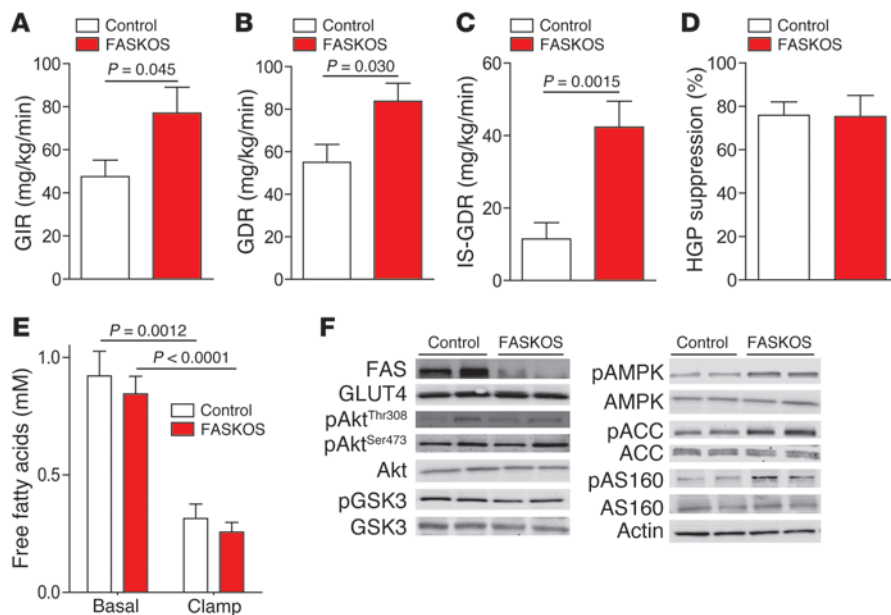 A
Control
FASKOS
P = 0.045
GIR (mg/kg/min)
100
80
60
40
20
0
B
Control
FASKOS
P = 0.030
GDR (mg/kg/min)
100
80
60
40
20
0
C
Control
FASKOS
P = 0.0015
IS-GDR (mg/kg/min)
60
40
20
0
D
Control
FASKOS
HGP suppression (%)
100
80
60
40
20
0
E
P = 0.0012
P < 0.0001
Control
FASKOS
Free fatty acids (mM)
1.0
0.5
0.0
Basal Clamp
F
Control FASKOS
FAS
GLUT4
pAktThr308
pAktSer473
Akt
pGSK3
GSK3
Control FASKOS
pAMPK
AMPK
pACC
ACC
pAS160
AS160
Actin